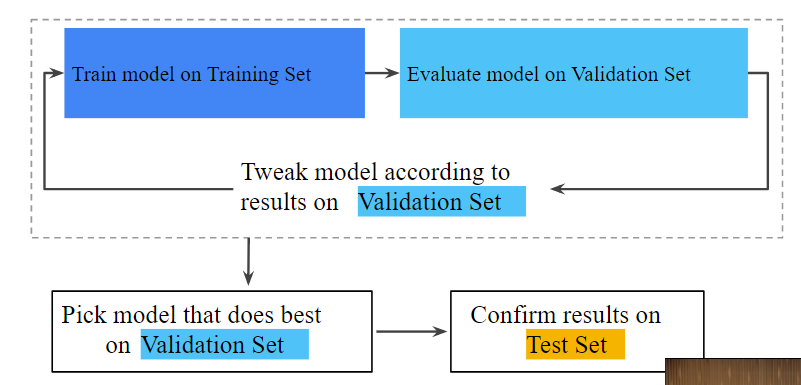 Train model on Training Set
Evaluate model on Validation Set
Tweak model according to
results on Validation Set
Pick model that does best
on Validation Set
Confirm results on
Test Set